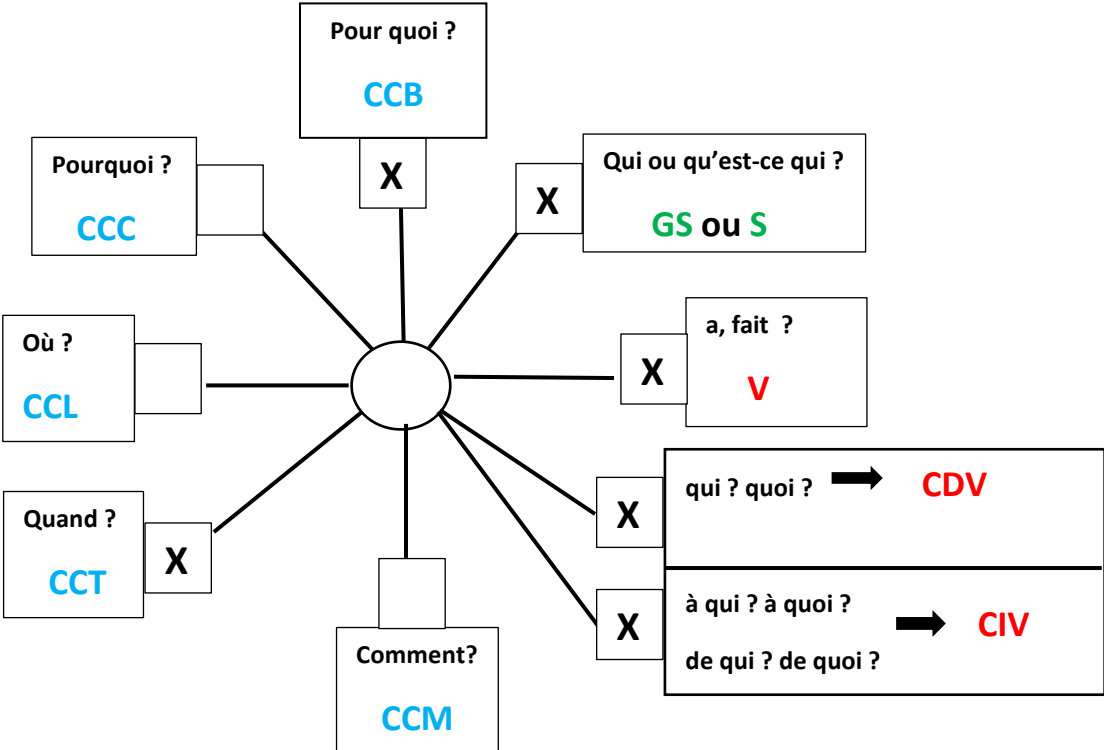 Pour quoi ?
CCB
X
Pourquoi ?
CCC
X
Qui ou qu’est-ce qui ?
GS ou S
Où ?
CCL
X
a, fait ?
V
Quand ?
CCT
X
X
qui ? quoi ? ➡ CDV
X
à qui ? à quoi ?
➡ CIV
de qui ? de quoi ?
Comment?
CCM